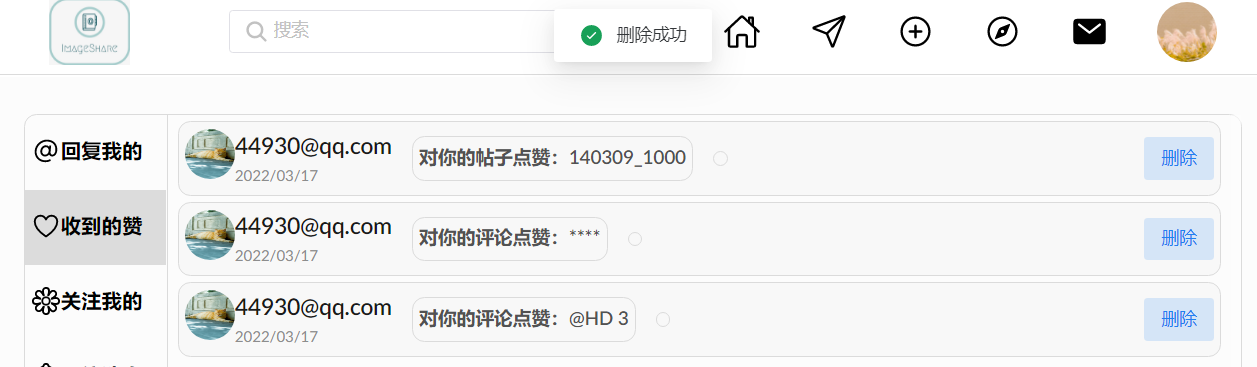 ImageShare
搜索
删除成功
@回复我的
收到的赞
关注我的
44930@qq.com
2022/03/17
对你的帖子点赞：140309_1000
删除
44930@qq.com
2022/03/17
对你的评论点赞：****
删除
44930@qq.com
2022/03/17
对你的评论点赞：@HD 3
删除